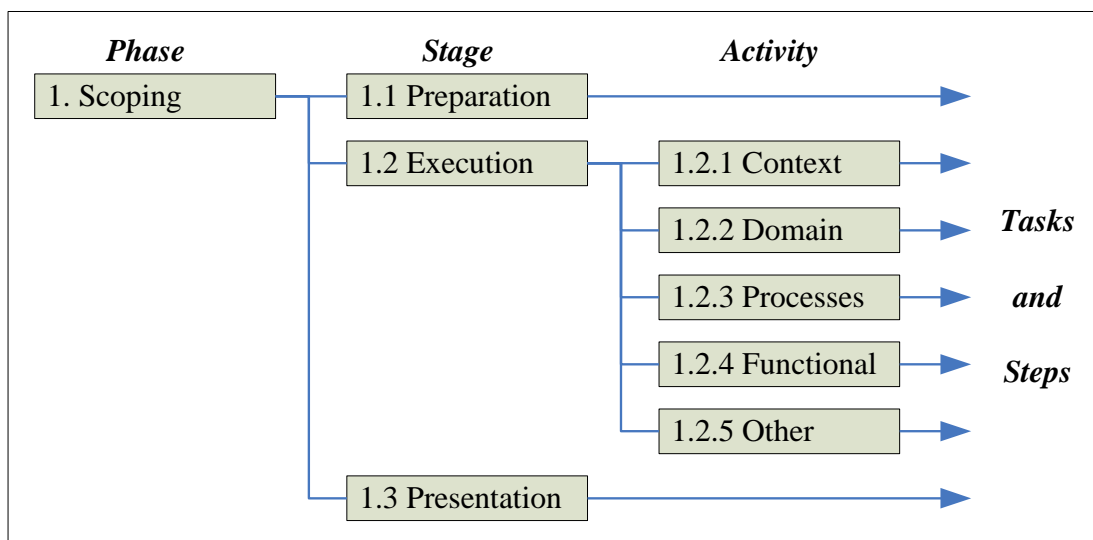 Phase Stage Activity
1. Scoping 1.1 Preparation
1.2 Execution 1.2.1 Context
1.2.2 Domain Tasks
1.2.3 Processes and
1.2.4 Functional Steps
1.2.5 Other
1.3 Presentation